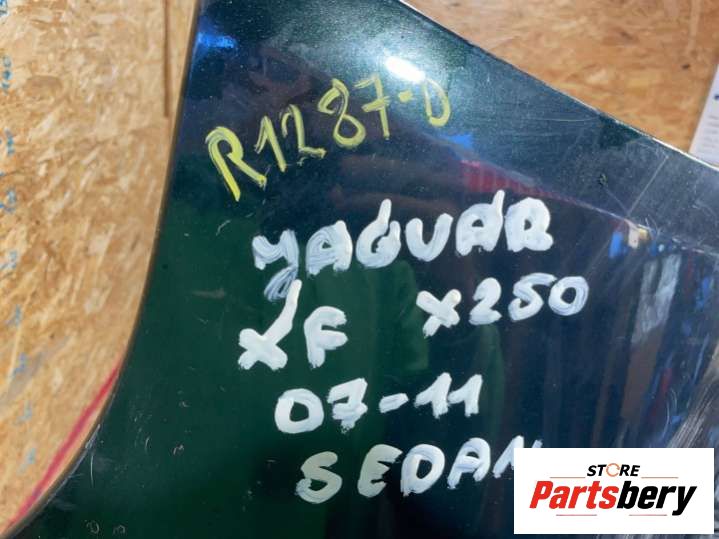 R1287-D
YAGUAR
XF X250
07-11
SEDAN
STORE
Partsbery